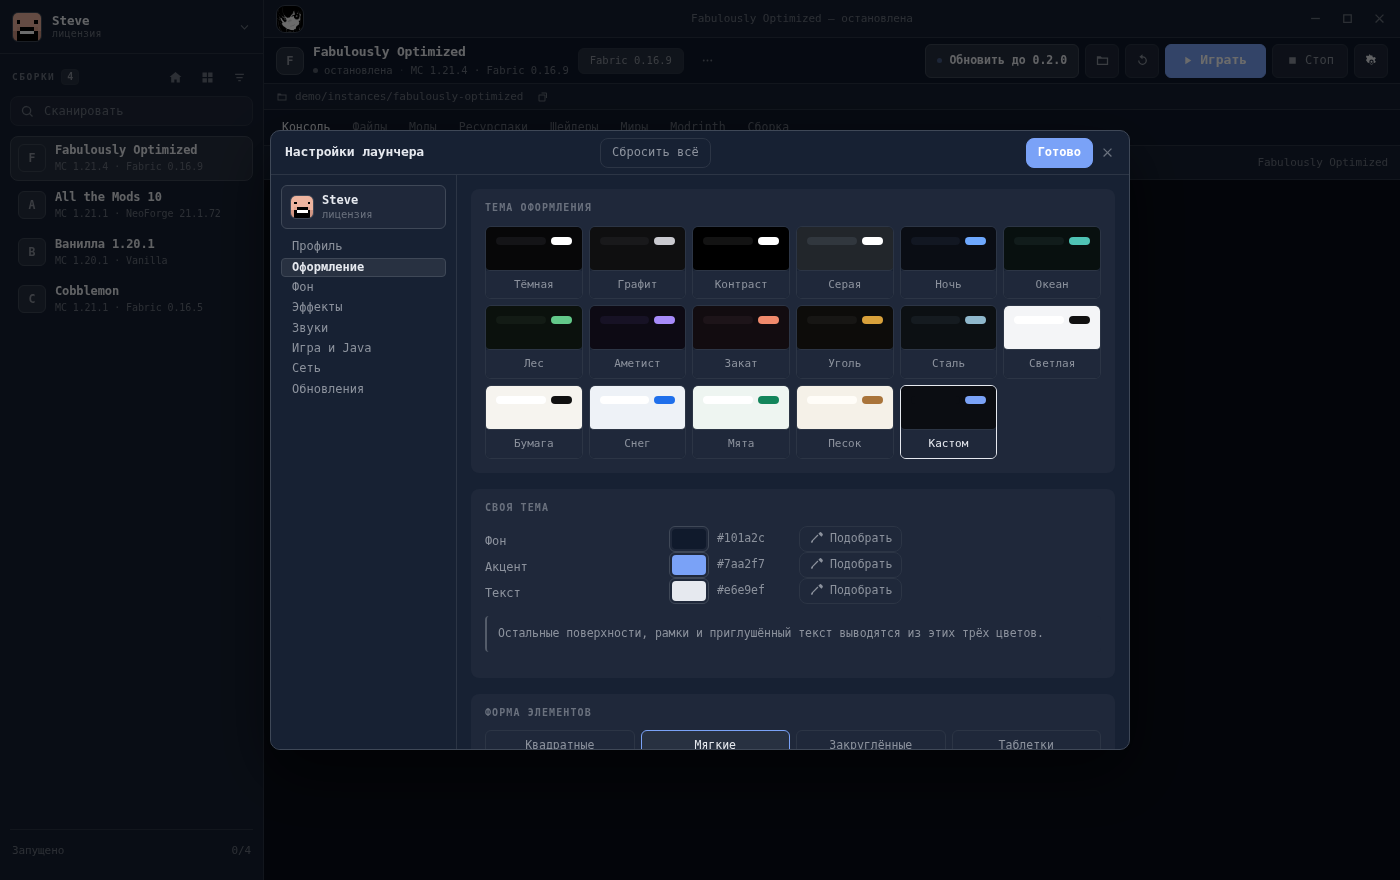 Steve
лицензия
Fabulously Optimized — остановлена
СБОРКИ 4
Сканировать
F Fabulously Optimized
MC 1.21.4 · Fabric 0.16.9
A All the Mods 10
MC 1.21.1 · NeoForge 21.1.72
В Ванилла 1.20.1
MC 1.20.1 · Vanilla
C Cobblemon
MC 1.21.1 · Fabric 0.16.5
Запущено 0/4
F Fabulously Optimized
остановлена MC 1.21.4 · Fabric 0.16.9
Fabric 0.16.9
Обновить до 0.2.0
Играть
Стоп
demo/instances/fabulously-optimized
Консоль Файлы Моды Ресурспаки Шейдеры Миры Modrinth Сборка
Fabulously Optimized
Настройки лаунчера
Сбросить всё
Готово
Steve
лицензия
Профиль
Оформление
Фон
Эффекты
Звуки
Игра и Java
Сеть
Обновления
ТЕМА ОФОРМЛЕНИЯ
Тёмная Графит Контраст Серая Ночь Океан
Лес Аметист Закат Уголь Сталь Светлая
Бумага Снег Мята Песок Кастом
СВОЯ ТЕМА
Фон #101a2c Подобрать
Акцент #7aa2f7 Подобрать
Текст #e6e9ef Подобрать
Остальные поверхности, рамки и приглушённый текст выводятся из этих трёх цветов.
ФОРМА ЭЛЕМЕНТОВ
Квадратные Мягкие Закруглённые Таблетки